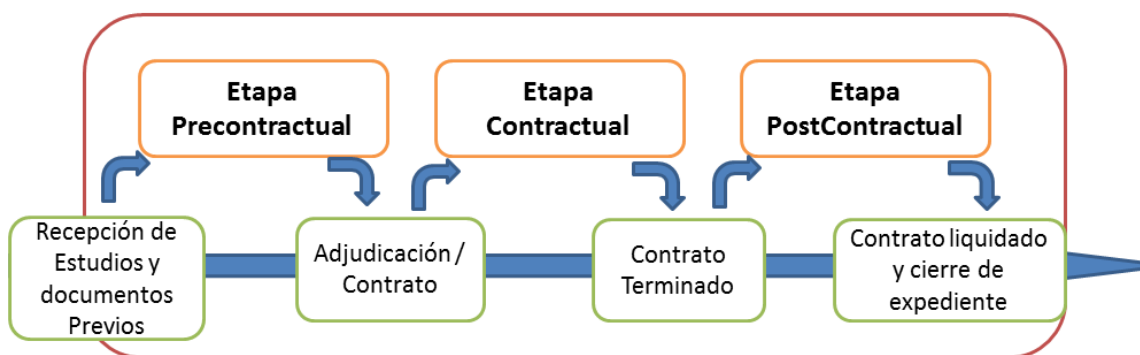 Etapa
Precontractual
Etapa
Contractual
Etapa
PostContractual
Recepción de
Estudios y
documentos
Previos
Adjudicación /
Contrato
Contrato
Terminado
Contrato liquidado
y cierre de
expediente